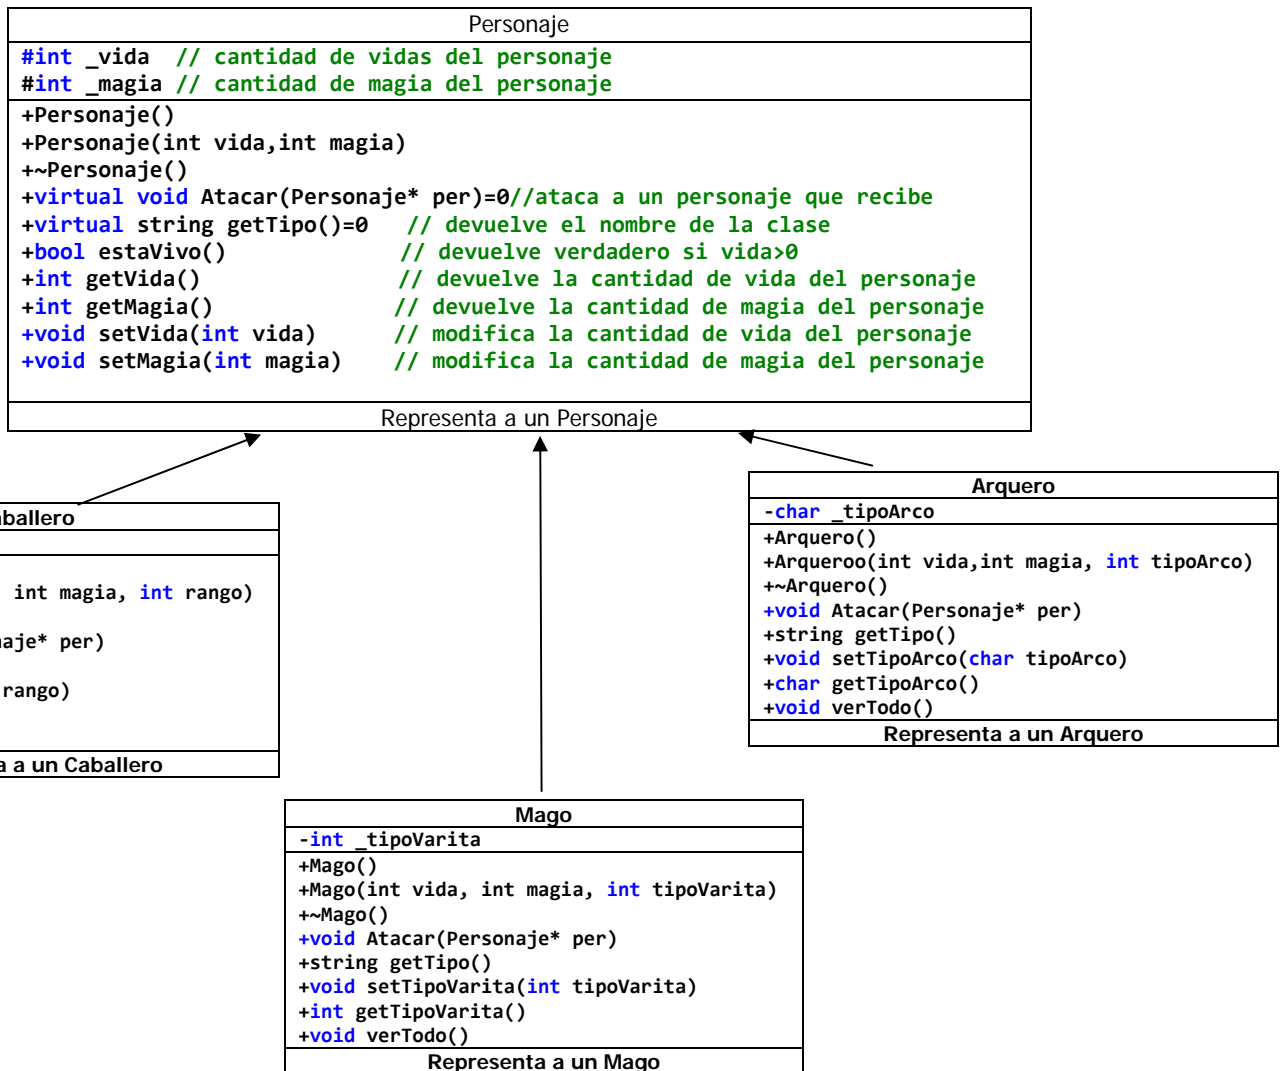 Personaje
#int _vida  // cantidad de vidas del personaje
#int _magia // cantidad de magia del personaje
+Personaje()
+Personaje(int vida,int magia)
+~Personaje()
+virtual void Atacar(Personaje* per)=0//ataca a un personaje que recibe
+virtual string getTipo()=0   // devuelve el nombre de la clase
+bool estaVivo()   // devuelve verdadero si vida>0
+int getVida()   // devuelve la cantidad de vida del personaje
+int getMagia()   // devuelve la cantidad de magia del personaje
+void setVida(int vida)   // modifica la cantidad de vida del personaje
+void setMagia(int magia)   // modifica la cantidad de magia del personaje
Representa a un Personaje
aballero
int magia, int rango)
naje* per)
rango)
a a un Caballero
Arquero
-char _tipoArco
+Arquero()
+Arqueroo(int vida,int magia, int tipoArco)
+~Arquero()
+void Atacar(Personaje* per)
+string getTipo()
+void setTipoArco(char tipoArco)
+char getTipoArco()
+void verTodo()
Representa a un Arquero
Mago
-int _tipoVarita
+Mago()
+Mago(int vida, int magia, int tipoVarita)
+~Mago()
+void Atacar(Personaje* per)
+string getTipo()
+void setTipoVarita(int tipoVarita)
+int getTipoVarita()
+void verTodo()
Representa a un Mago